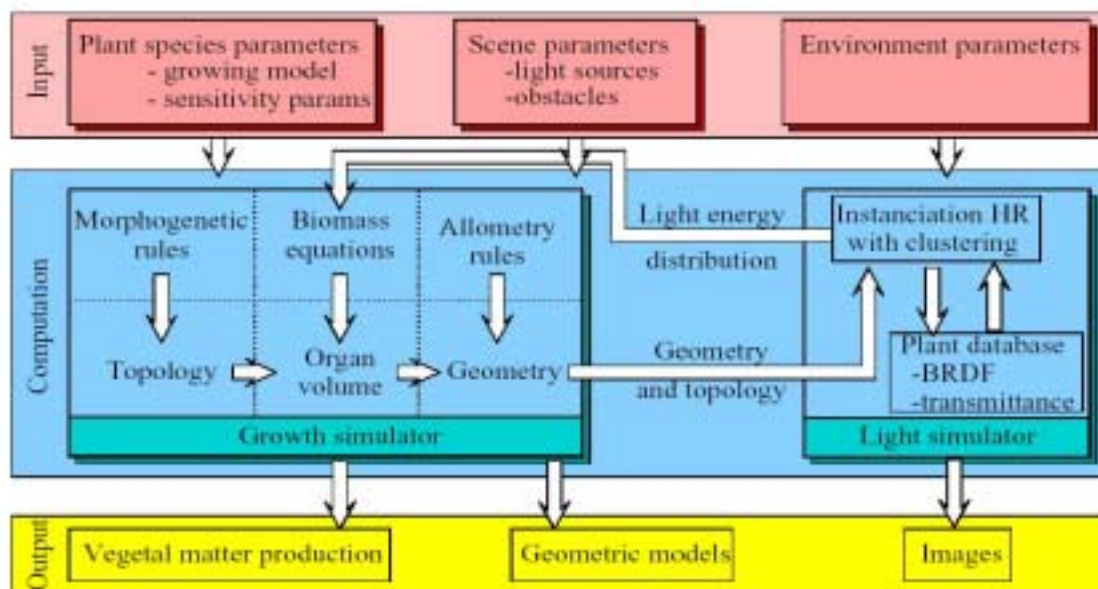 Input
Plant species parameters
- growing model
- sensitivity params
Scene parameters
-light sources
-obstacles
Environment parameters
Computation
Morphogenetic
rules
Biomass
equations
Allometry
rules
Topology
Organ
volume
Geometry
Growth simulator
Light energy
distribution
Geometry
and topology
Instanciation HR
with clustering
Plant database
-BRDF
-transmittance
Light simulator
Output
Vegetal matter production
Geometric models
Images